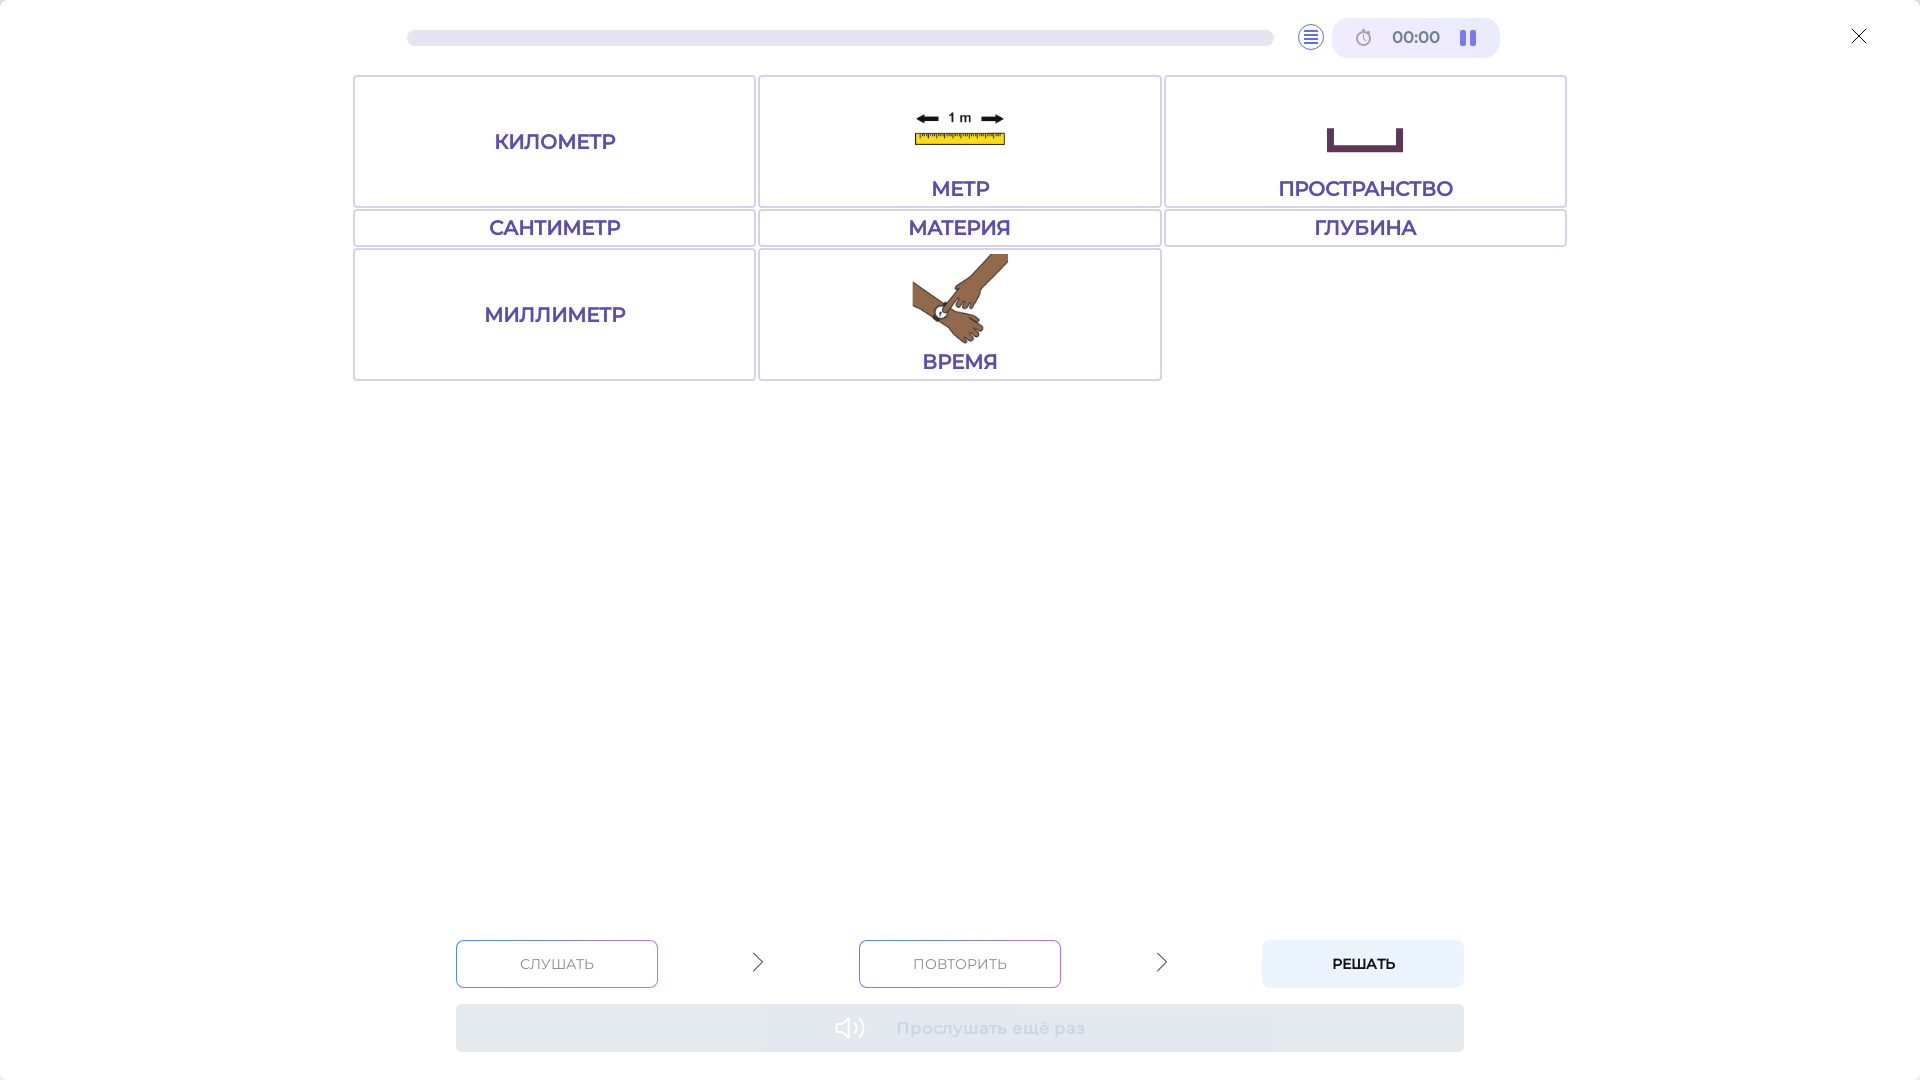 00:00
КИЛОМЕТР
1 m
МЕТР
ПРОСТРАНСТВО
САНТИМЕТР
МАТЕРИЯ
ГЛУБИНА
МИЛЛИМЕТР
ВРЕМЯ
СЛУШАТЬ
ПОВТОРИТЬ
РЕШАТЬ
Прослушать ещё раз